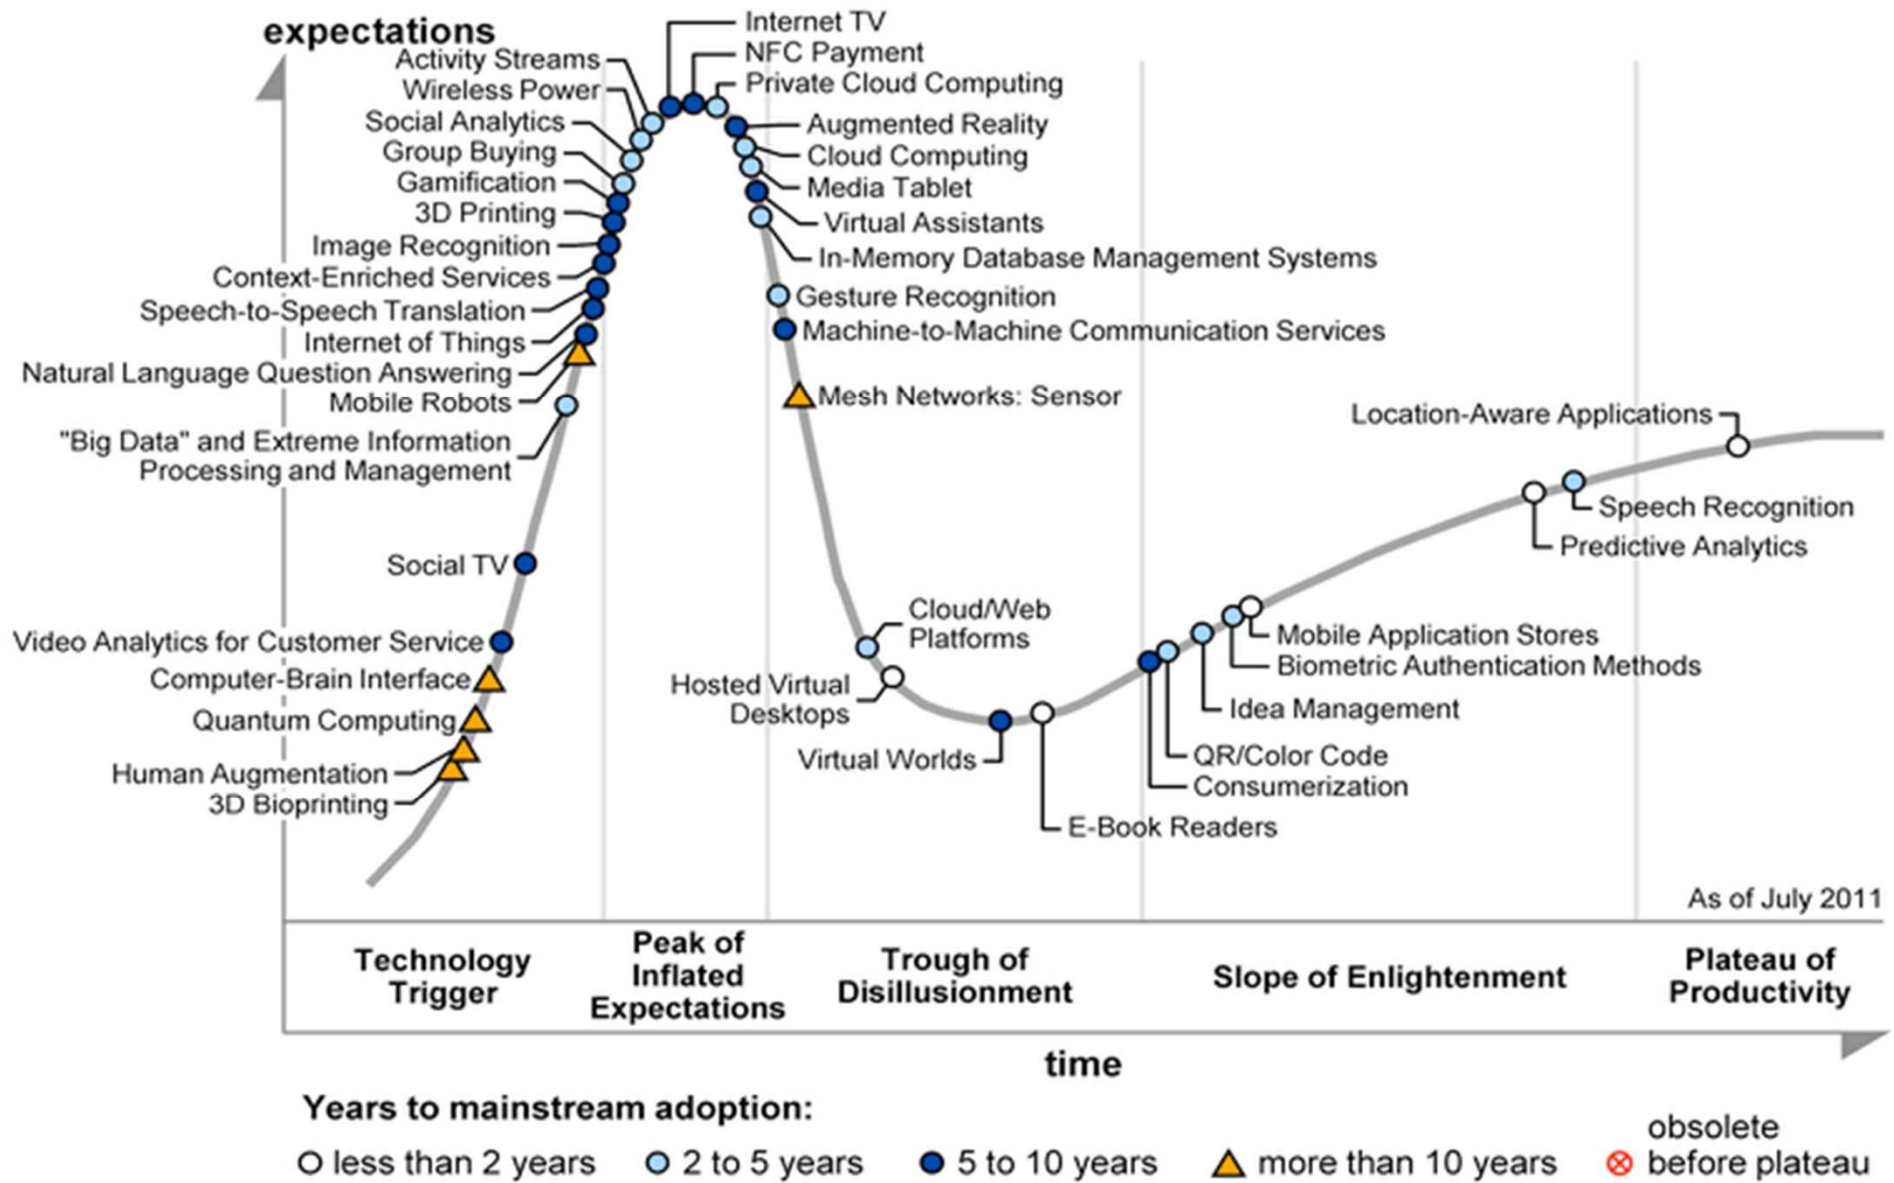 expectations
Internet TV
NFC Payment
Private Cloud Computing
Activity Streams
Wireless Power
Social Analytics
Group Buying
Gamification
3D Printing
Image Recognition
Context-Enriched Services
Speech-to-Speech Translation
Internet of Things
Natural Language Question Answering
Mobile Robots
"Big Data" and Extreme Information
Processing and Management
Social TV
Video Analytics for Customer Service
Computer-Brain Interface
Quantum Computing
Human Augmentation
3D Bioprinting
Augmented Reality
Cloud Computing
Media Tablet
Virtual Assistants
In-Memory Database Management Systems
Gesture Recognition
Machine-to-Machine Communication Services
Mesh Networks: Sensor
Cloud/Web
Platforms
Hosted Virtual
Desktops
Virtual Worlds
E-Book Readers
Consumerization
QR/Color Code
Idea Management
Biometric Authentication Methods
Mobile Application Stores
Predictive Analytics
Speech Recognition
Location-Aware Applications
As of July 2011
Technology
Trigger
Peak of
Inflated
Expectations
Trough of
Disillusionment
Slope of Enlightenment
Plateau of
Productivity
time
Years to mainstream adoption:
less than 2 years
2 to 5 years
5 to 10 years
more than 10 years
obsolete
before plateau